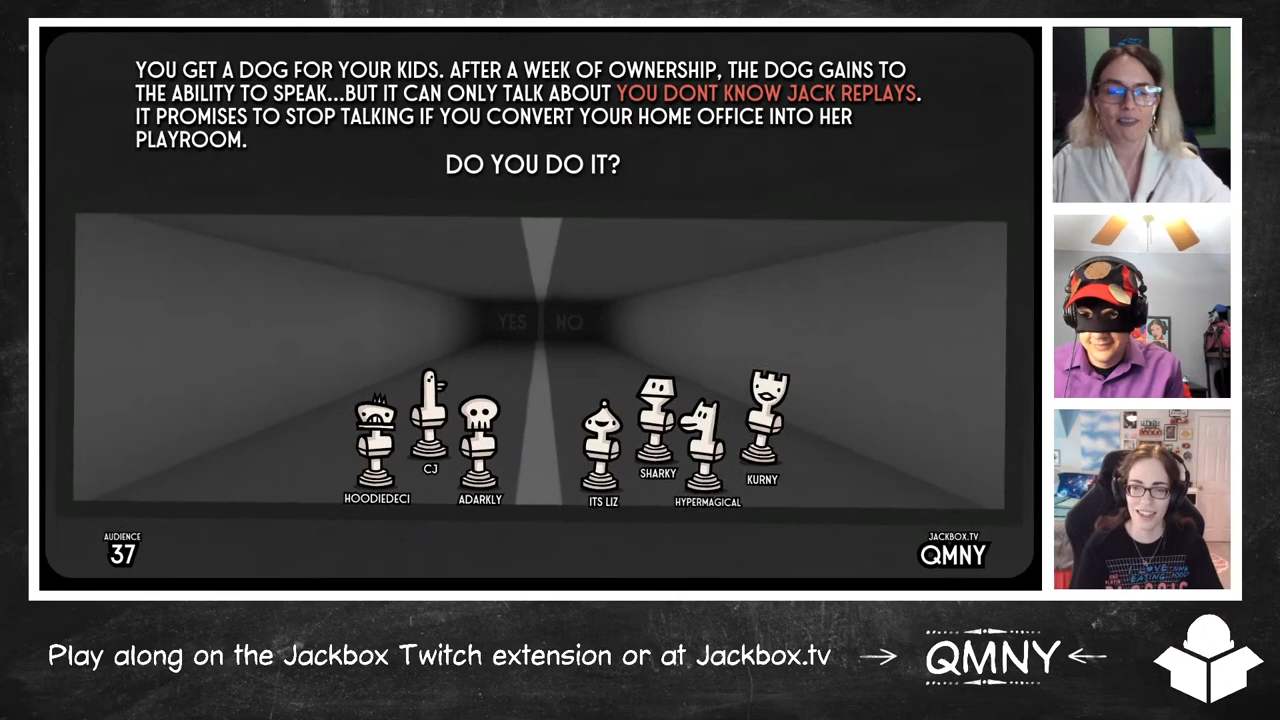 YOU GET A DOG FOR YOUR KIDS. AFTER A WEEK OF OWNERSHIP, THE DOG GAINS TO
THE ABILITY TO SPEAK...BUT IT CAN ONLY TALK ABOUT YOU DONT KNOW JACK REPLAYS.
IT PROMISES TO STOP TALKING IF YOU CONVERT YOUR HOME OFFICE INTO HER
PLAYROOM.
DO YOU DO IT?
YES NO
HOODIEDECI
CJ
ADARKLY
ITS LIZ
SHARKY
HYPERMAGICAL
KURNY
AUDIENCE
37
JACKBOX.TV
QMNY
I LOVE
EATING
Play along on the Jackbox Twitch extension or at Jackbox.tv → QMNY ←